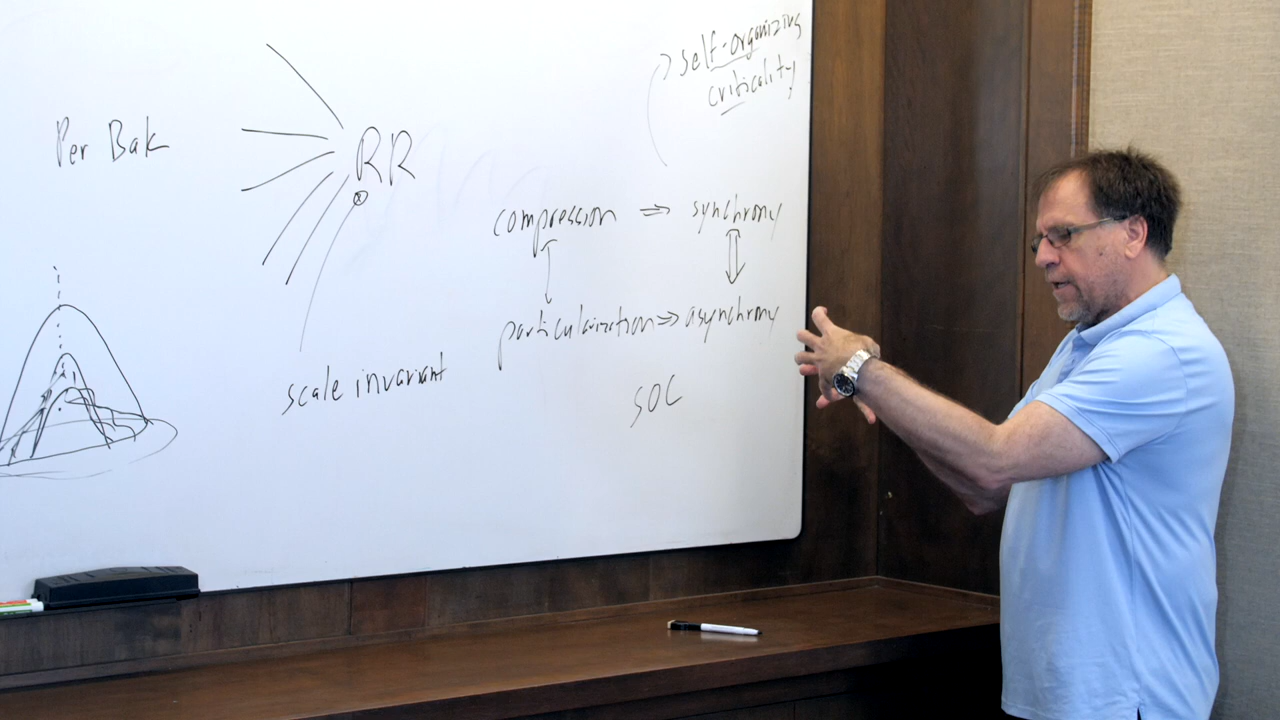 self-organizing
criticality
Per Bak
RR
compression ⇒ synchrony
particularization ⇒ asynchrony
scale invariant
SOC